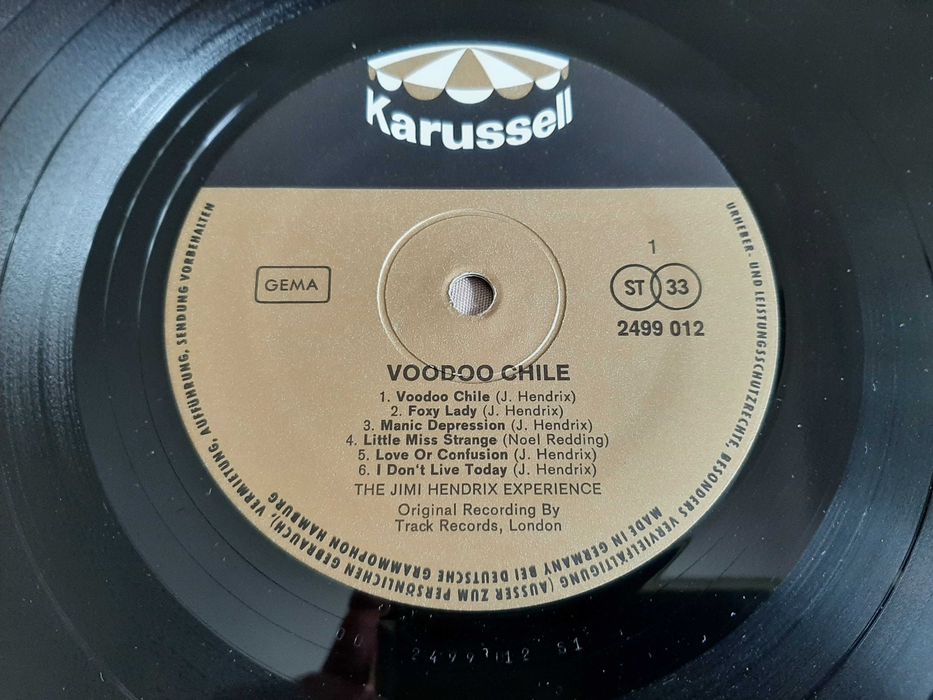 Karussell
GEMA
1
ST 33
2499 012
VOODOO CHILE
1. Voodoo Chile (J. Hendrix)
2. Foxy Lady (J. Hendrix)
3. Manic Depression (J. Hendrix)
4. Little Miss Strange (Noel Redding)
5. Love Or Confusion (J. Hendrix)
6. I Don't Live Today (J. Hendrix)
THE JIMI HENDRIX EXPERIENCE
Original Recording By
Track Records, London
URHEBER- UND LEISTUNGSSCHUTZRECHTE, BESONDERS VERVIELFÄLTIGUNG (AUSSER ZUM PERSÖNLICHEN GEBRAUCH), VERMIETUNG, AUFFÜHRUNG, SENDUNG VORBEHALTEN
MADE IN GERMANY BEI DEUTSCHE GRAMMOPHON HAMBURG